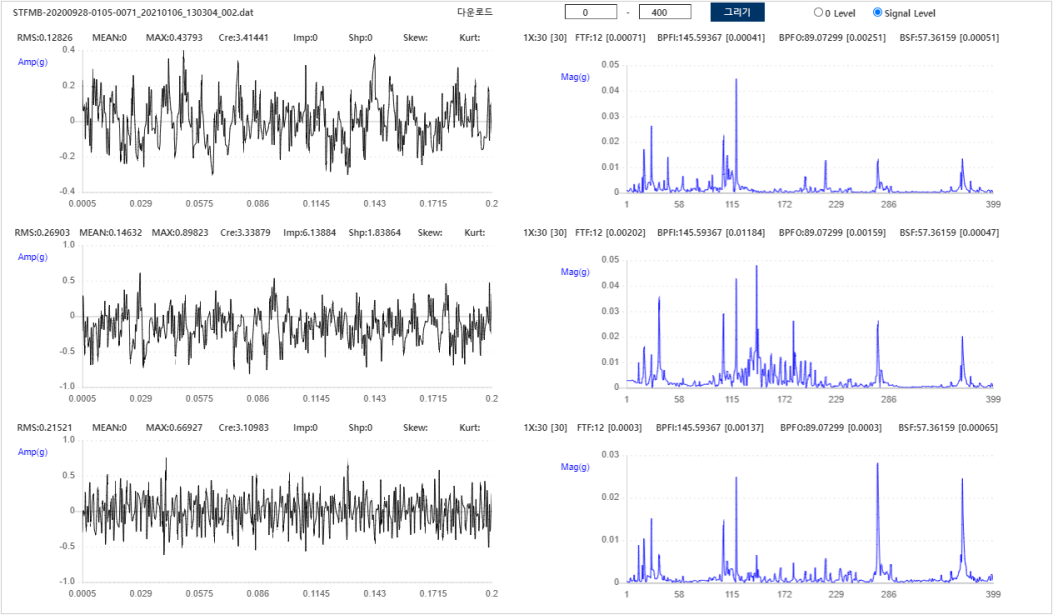 STFMB-20200928-0105-0071_20210106_130304_002.dat 다운로드 0 - 400 그리기 0 Level Signal Level
RMS:0.12826 MEAN:0 MAX:0.43793 Cre:3.41441 Imp:0 Shp:0 Skew: Kurt:
Amp(g)
0.4
0.2
0
-0.2
-0.4
0.0005 0.029 0.0575 0.086 0.1145 0.143 0.1715 0.2
1X:30 [30] FTF:12 [0.00071] BPFI:145.59367 [0.00041] BPFO:89.07299 [0.00251] BSF:57.36159 [0.00051]
Mag(g)
0.05
0.04
0.03
0.02
0.01
0
1 58 115 172 229 286 399
RMS:0.26903 MEAN:0.14632 MAX:0.89823 Cre:3.33879 Imp:6.13884 Shp:1.83864 Skew: Kurt:
Amp(g)
1.0
0.5
0
-0.5
-1.0
0.0005 0.029 0.0575 0.086 0.1145 0.143 0.1715 0.2
1X:30 [30] FTF:12 [0.00202] BPFI:145.59367 [0.01184] BPFO:89.07299 [0.00159] BSF:57.36159 [0.00047]
Mag(g)
0.05
0.04
0.03
0.02
0.01
0
1 58 115 172 229 286 399
RMS:0.21521 MEAN:0 MAX:0.66927 Cre:3.10983 Imp:0 Shp:0 Skew: Kurt:
Amp(g)
1.0
0.5
0
-0.5
-1.0
0.0005 0.029 0.0575 0.086 0.1145 0.143 0.1715 0.2
1X:30 [30] FTF:12 [0.0003] BPFI:145.59367 [0.00137] BPFO:89.07299 [0.0003] BSF:57.36159 [0.00065]
Mag(g)
0.03
0.02
0.01
0
1 58 115 172 229 286 399